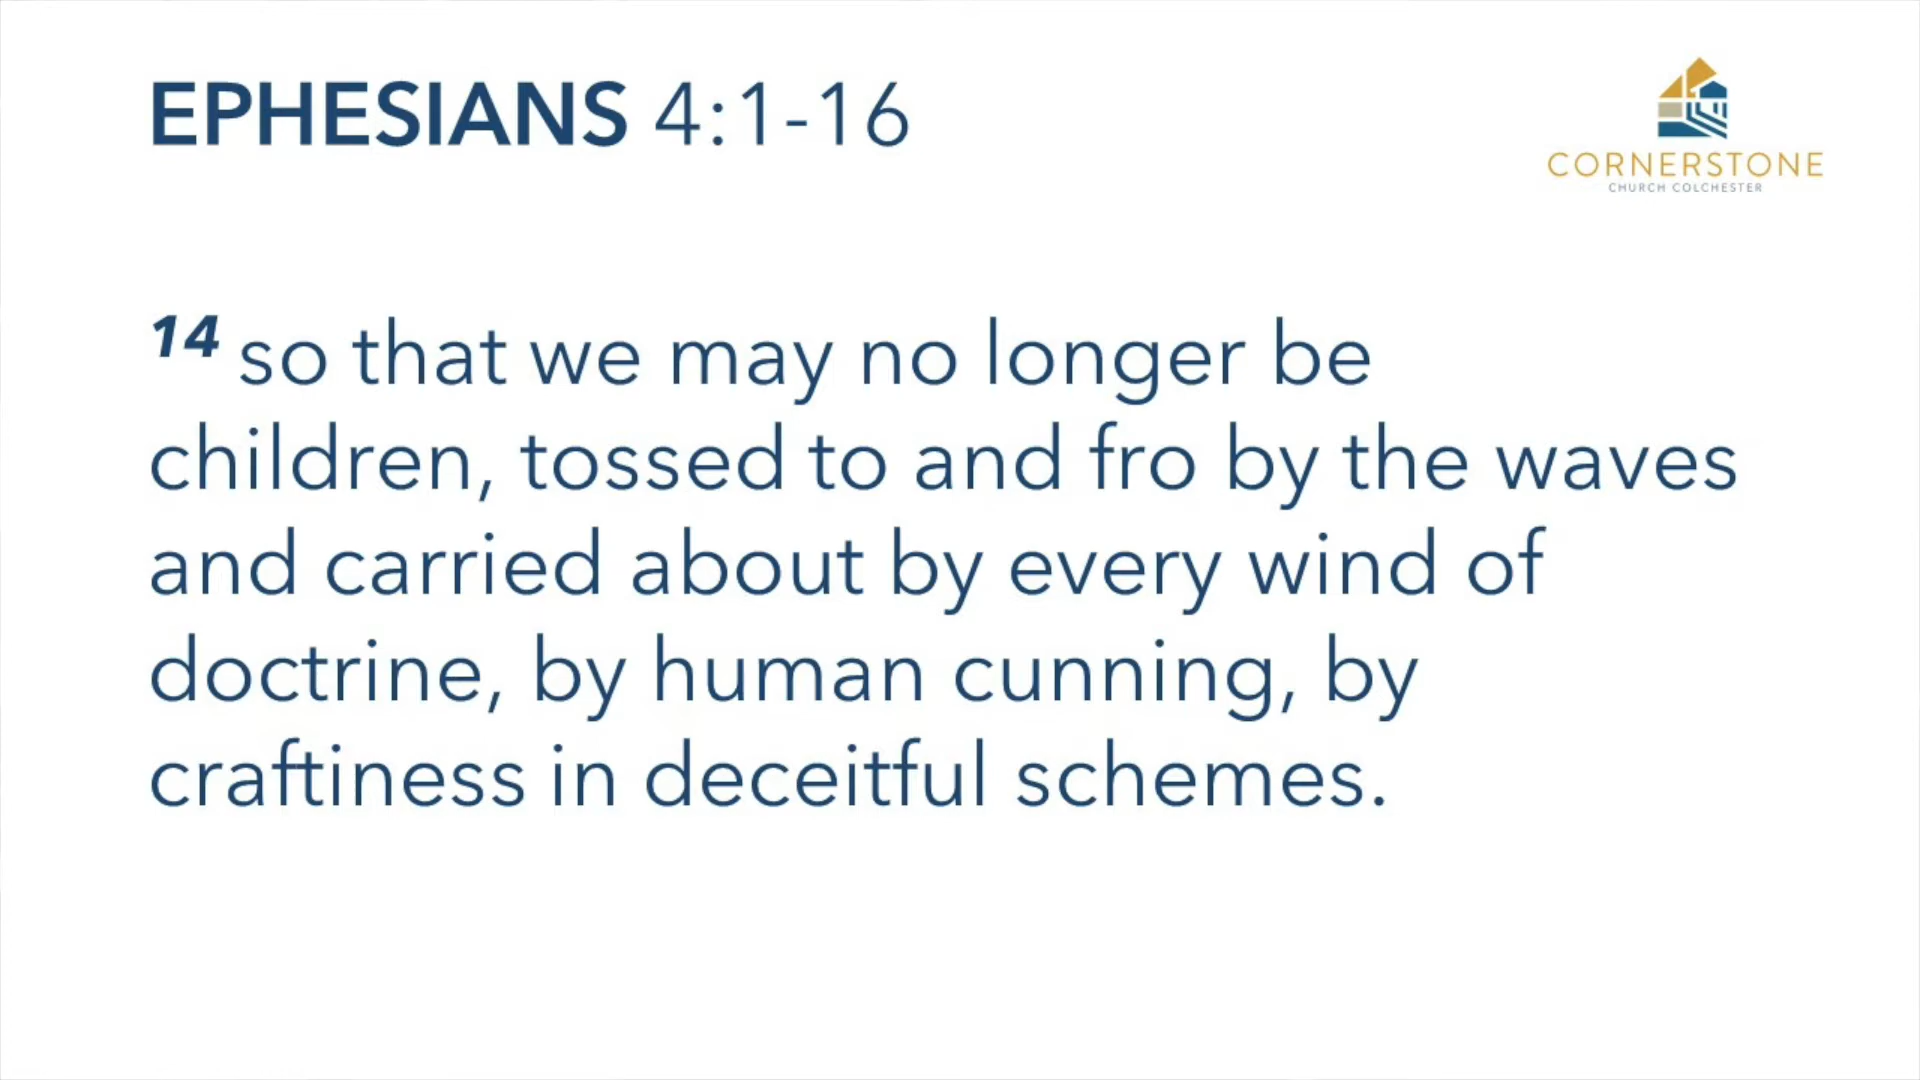 EPHESIANS 4:1-16
CORNERSTONE
CHURCH COLCHESTER
14 so that we may no longer be
children, tossed to and fro by the waves
and carried about by every wind of
doctrine, by human cunning, by
craftiness in deceitful schemes.